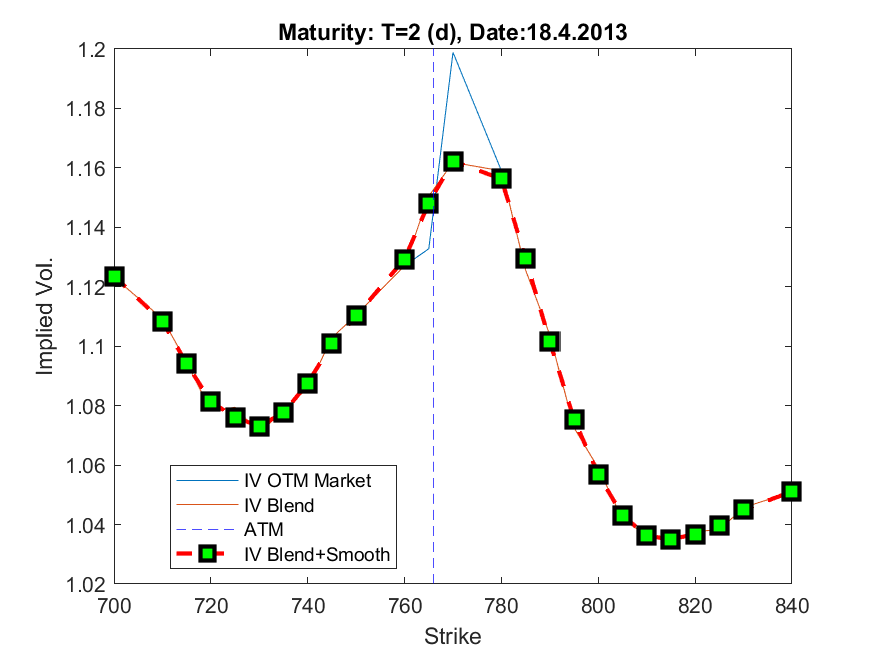 Maturity: T=2 (d), Date:18.4.2013
1.2
1.18
1.16
1.14
1.12
1.1
1.08
1.06
1.04
1.02
Implied Vol.
IV OTM Market
IV Blend
ATM
IV Blend+Smooth
700 720 740 760 780 800 820 840
Strike